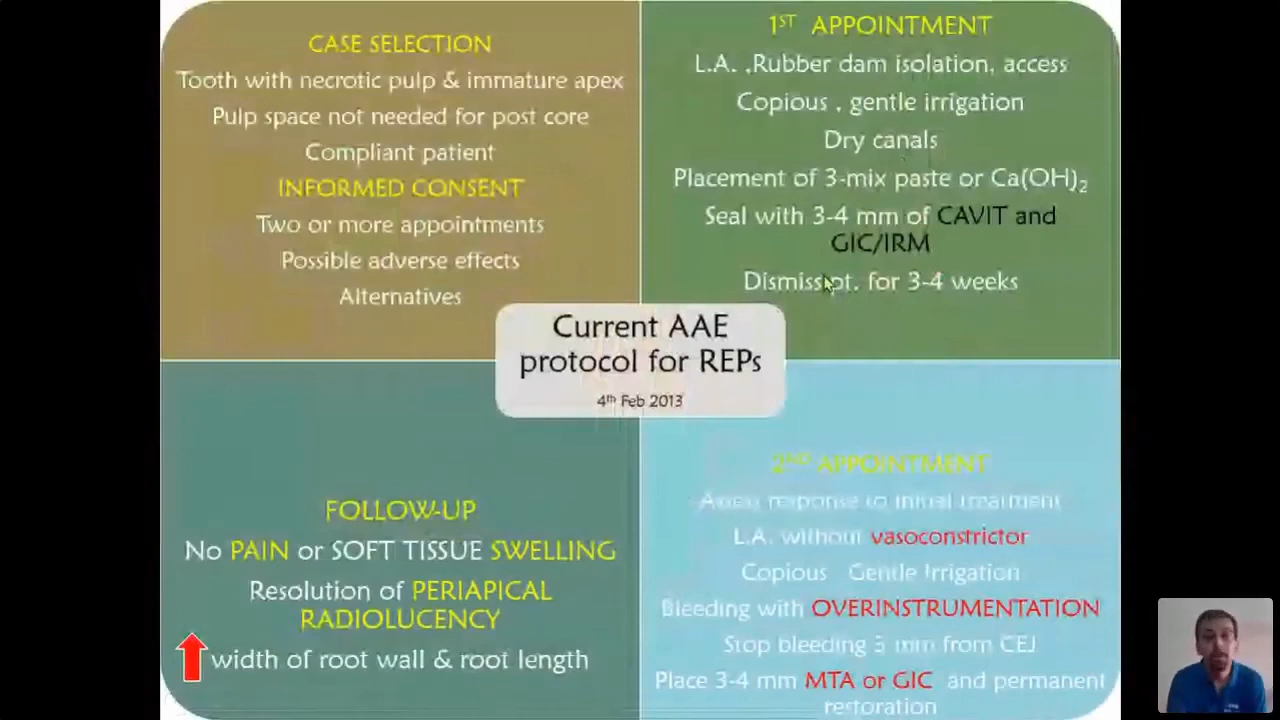 CASE SELECTION
Tooth with necrotic pulp & immature apex
Pulp space not needed for post core
Compliant patient
INFORMED CONSENT
Two or more appointments
Possible adverse effects
Alternatives
1ST APPOINTMENT
L.A. ,Rubber dam isolation, access
Copious , gentle irrigation
Dry canals
Placement of 3-mix paste or Ca(OH)₂
Seal with 3-4 mm of CAVIT and
GIC/IRM
Dismiss pt. for 3-4 weeks
Current AAE
protocol for REPs
4th Feb 2013
FOLLOW-UP
No PAIN or SOFT TISSUE SWELLING
Resolution of PERIAPICAL
RADIOLUCENCY
width of root wall & root length
2ND APPOINTMENT
Assess response to initial treatment
L.A. without vasoconstrictor
Copious Gentle Irrigation
Bleeding with OVERINSTRUMENTATION
Stop bleeding 3 mm from CEJ
Place 3-4 mm MTA or GIC and permanent
restoration